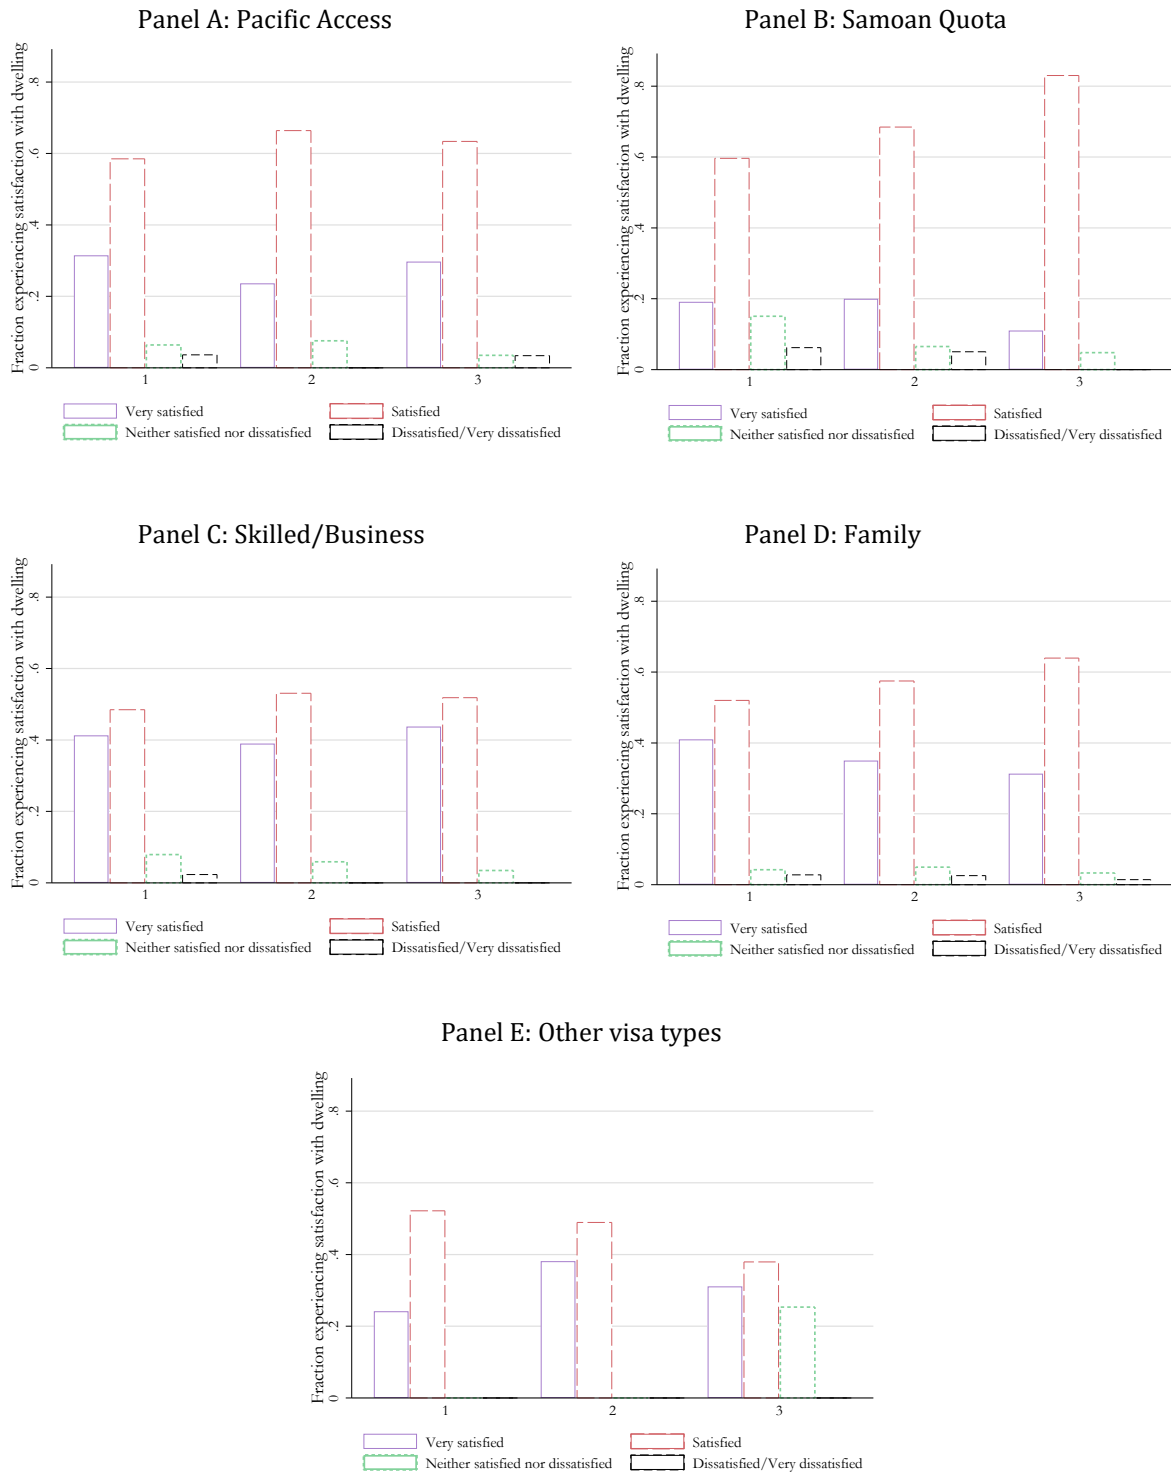 Panel A: Pacific Access
Fraction experiencing satisfaction with dwelling
0 .2 .4 .6 .8
1 2 3
Very satisfied Satisfied
Neither satisfied nor dissatisfied Dissatisfied/Very dissatisfied
Panel B: Samoan Quota
Fraction experiencing satisfaction with dwelling
0 .2 .4 .6 .8
1 2 3
Very satisfied Satisfied
Neither satisfied nor dissatisfied Dissatisfied/Very dissatisfied
Panel C: Skilled/Business
Fraction experiencing satisfaction with dwelling
0 .2 .4 .6 .8
1 2 3
Very satisfied Satisfied
Neither satisfied nor dissatisfied Dissatisfied/Very dissatisfied
Panel D: Family
Fraction experiencing satisfaction with dwelling
0 .2 .4 .6 .8
1 2 3
Very satisfied Satisfied
Neither satisfied nor dissatisfied Dissatisfied/Very dissatisfied
Panel E: Other visa types
Fraction experiencing satisfaction with dwelling
0 .2 .4 .6 .8
1 2 3
Very satisfied Satisfied
Neither satisfied nor dissatisfied Dissatisfied/Very dissatisfied